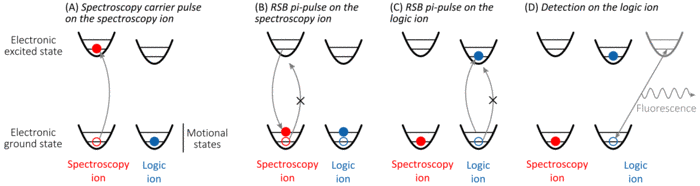 (A) Spectroscopy carrier pulse
on the spectroscopy ion
(B) RSB pi-pulse on the
spectroscopy ion
(C) RSB pi-pulse on the
logic ion
(D) Detection on the logic ion
Electronic
excited state
Fluorescence
Electronic
ground state
Motional
states
Spectroscopy
ion
Logic
ion
Spectroscopy
ion
Logic
ion
Spectroscopy
ion
Logic
ion
Spectroscopy
ion
Logic
ion